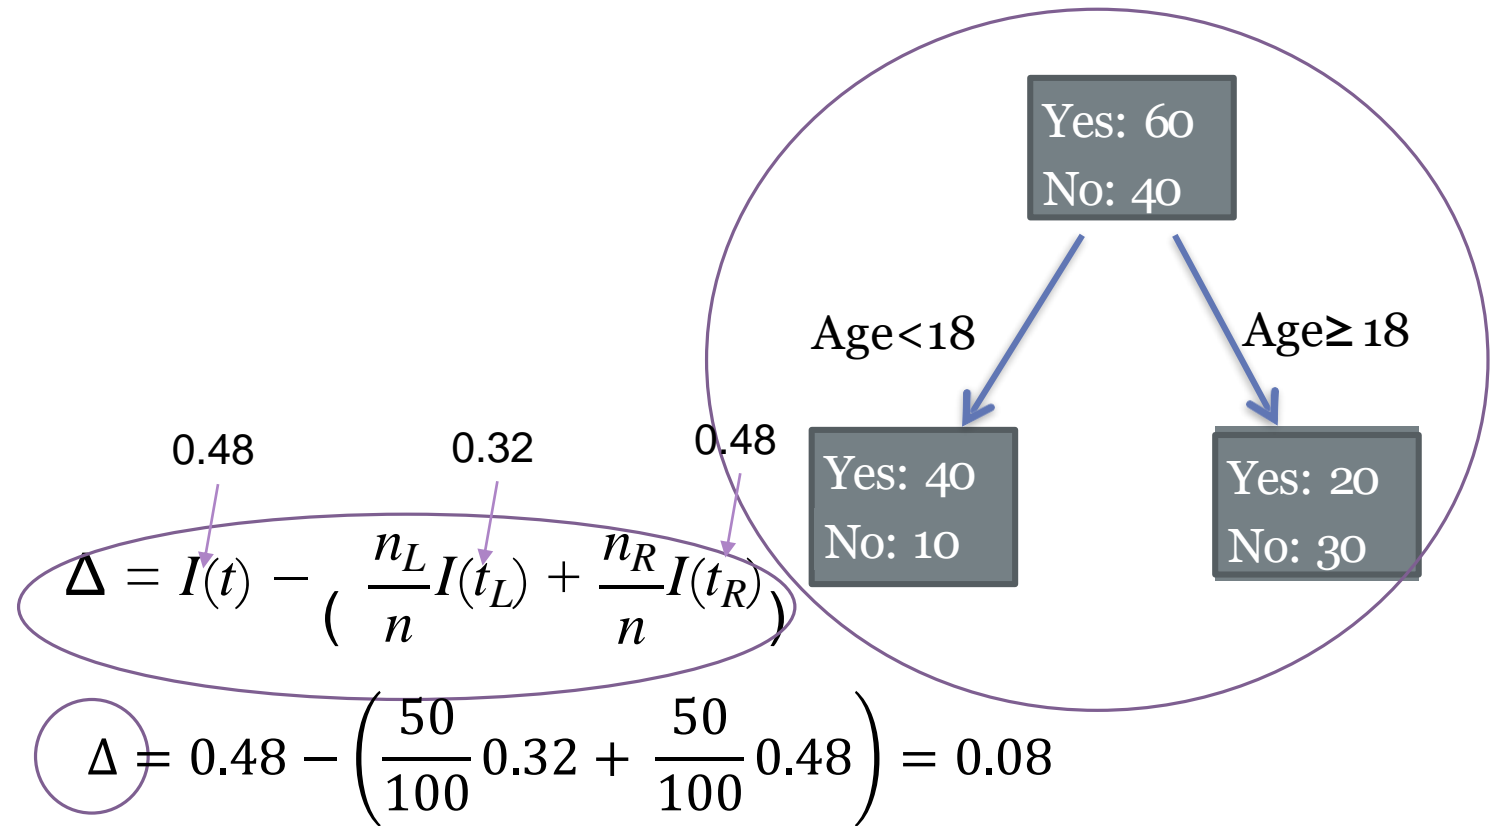 Yes: 60
No: 40
Age<18
Age≥ 18
Yes: 40
No: 10
Yes: 20
No: 30
0.48
0.32
0.48
Δ = I(t) − ( n_L/n I(t_L) + n_R/n I(t_R) )
Δ = 0.48 − (50/100 0.32 + 50/100 0.48) = 0.08